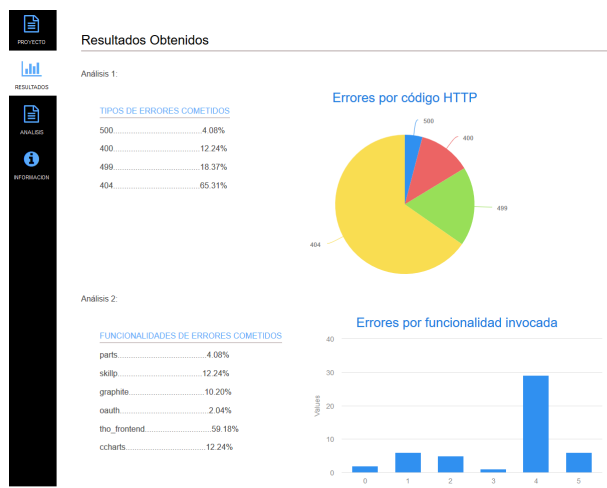 PROYECTO
RESULTADOS
ANALISIS
INFORMACION
Resultados Obtenidos
Análisis 1:
TIPOS DE ERRORES COMETIDOS
500..........................................4.08%
400.........................................12.24%
499.........................................18.37%
404.........................................65.31%
Errores por código HTTP
500
400
499
404
Análisis 2:
FUNCIONALIDADES DE ERRORES COMETIDOS
parts..........................................4.08%
skillp.........................................12.24%
graphite....................................10.20%
oauth.........................................2.04%
tho_frontend................................59.18%
ccharts......................................12.24%
Errores por funcionalidad invocada
Values
40
30
20
10
0
0 1 2 3 4 5